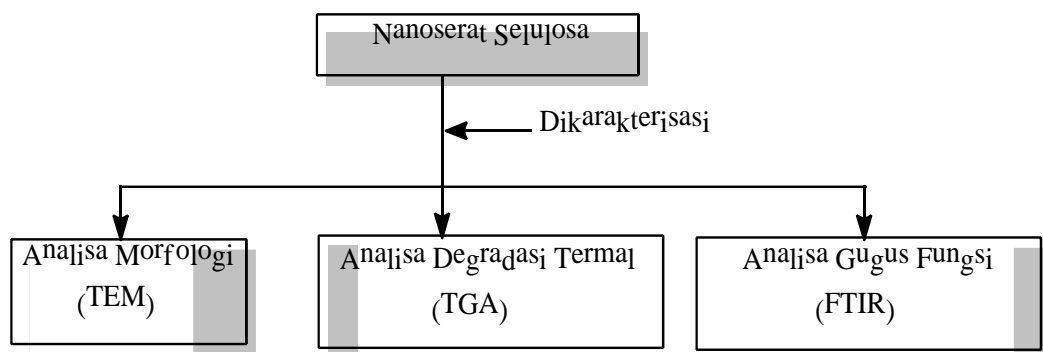 Nanoserat Selulosa
Dikarakterisasi
Analisa Morfologi
(TEM)
Analisa Degradasi Termal
(TGA)
Analisa Gugus Fungsi
(FTIR)